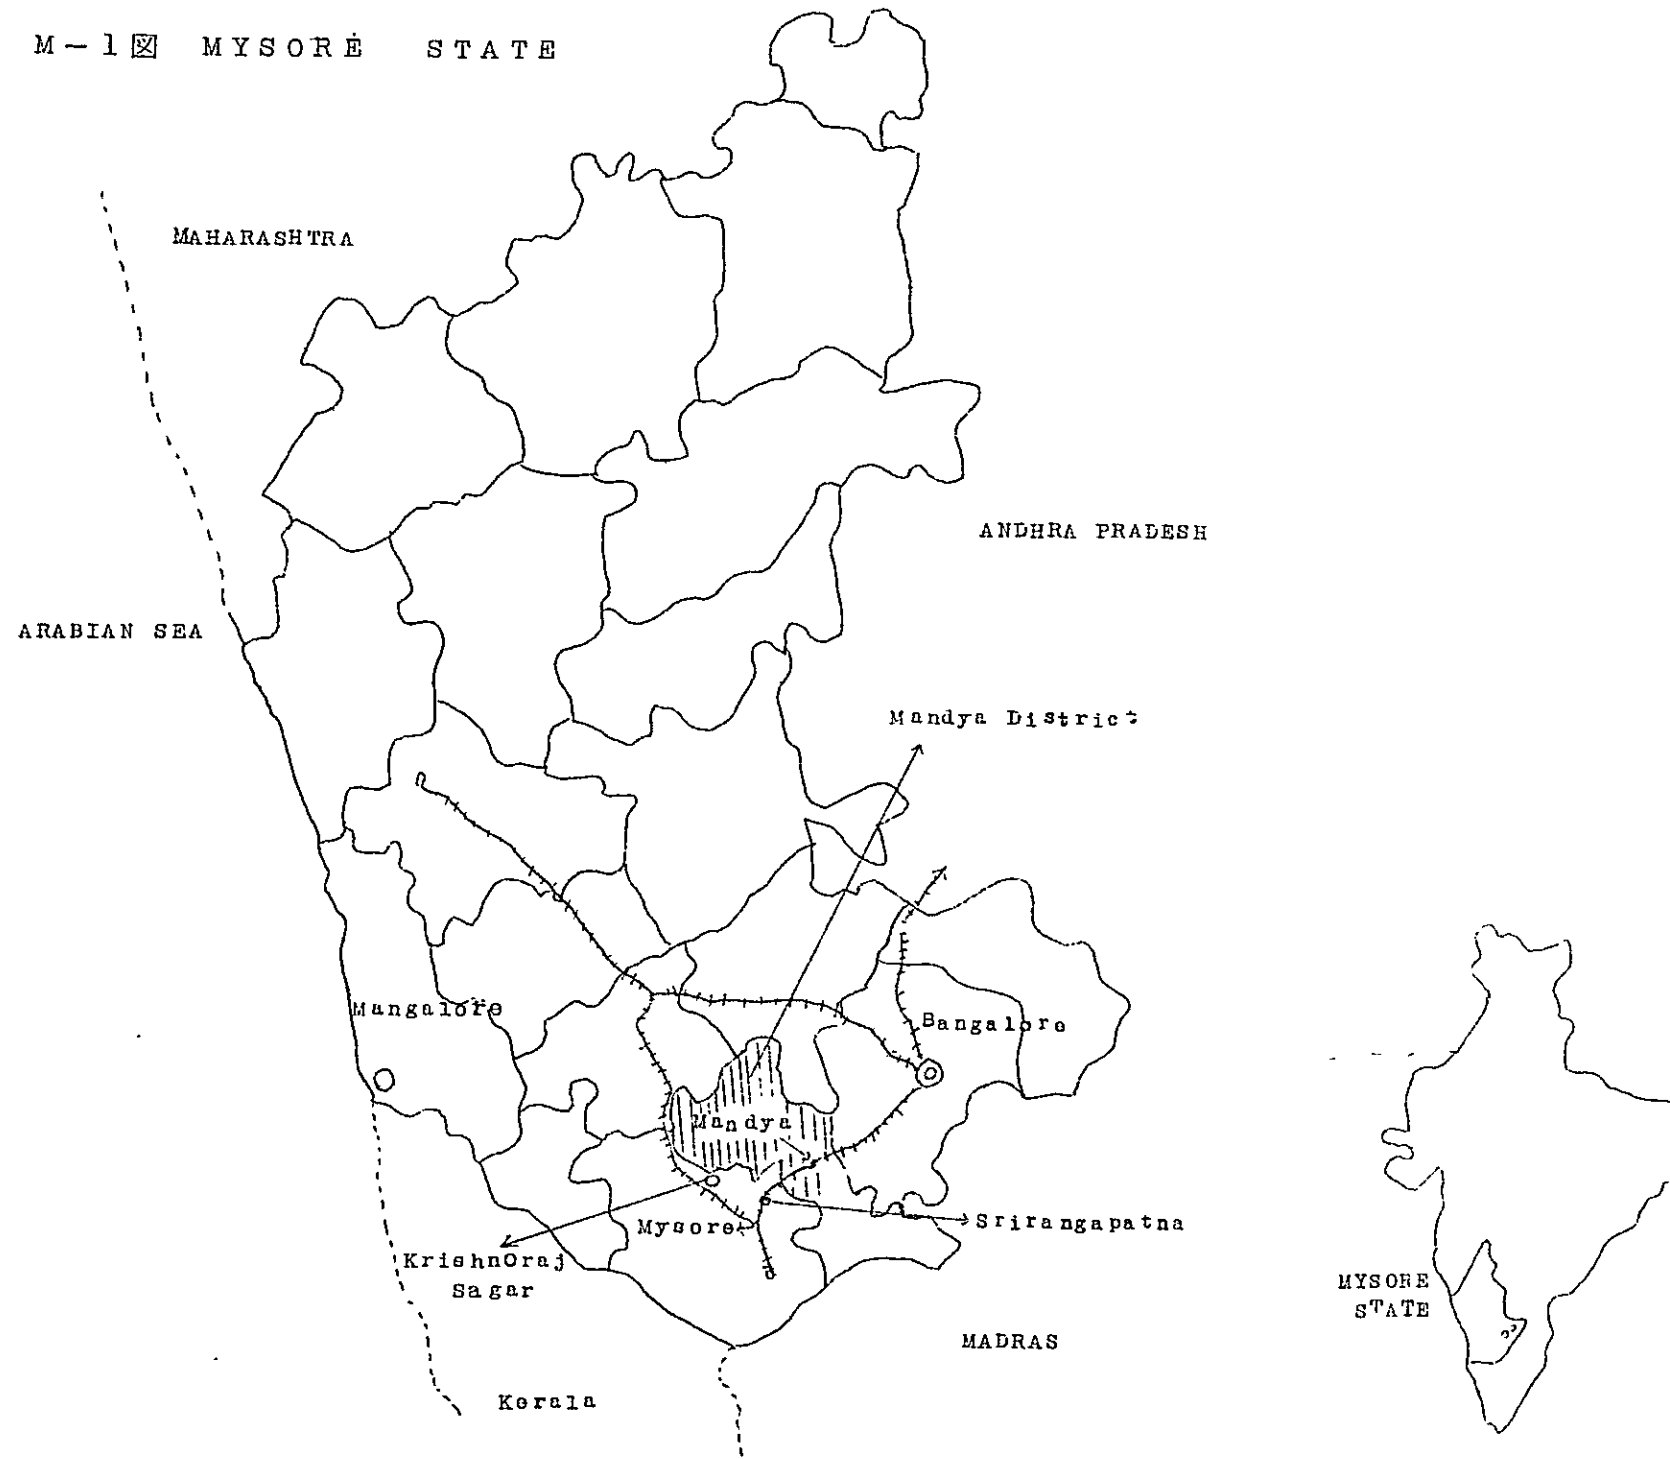 M-1図 MYSORE STATE
MAHARASHTRA
ANDHRA PRADESH
ARABIAN SEA
Mandya District
Mangalore
Bangalore
Mandya
Mysore
Srirangapatna
KrishnOraj
Sagar
MYSORE
STATE
MADRAS
Kerala